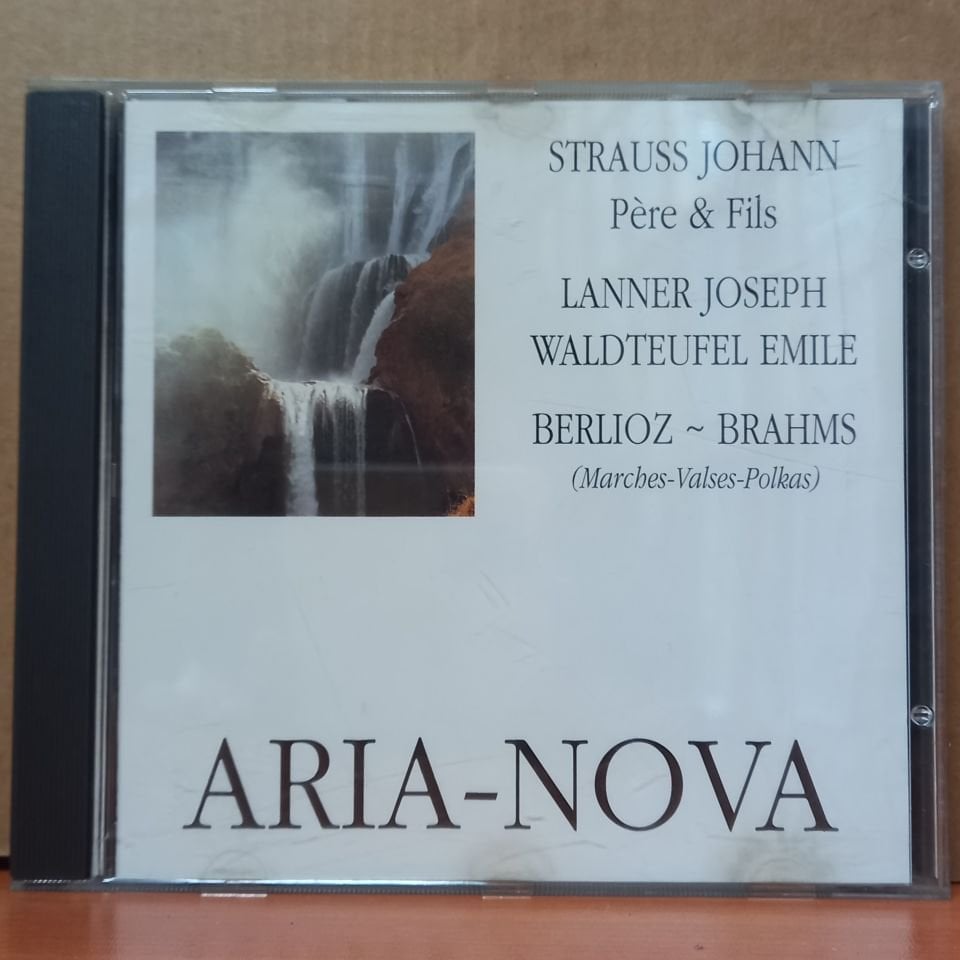 STRAUSS JOHANN
Père & Fils
LANNER JOSEPH
WALDTEUFEL EMILE
BERLIOZ ~ BRAHMS
(Marches-Valses-Polkas)
ARIA-NOVA